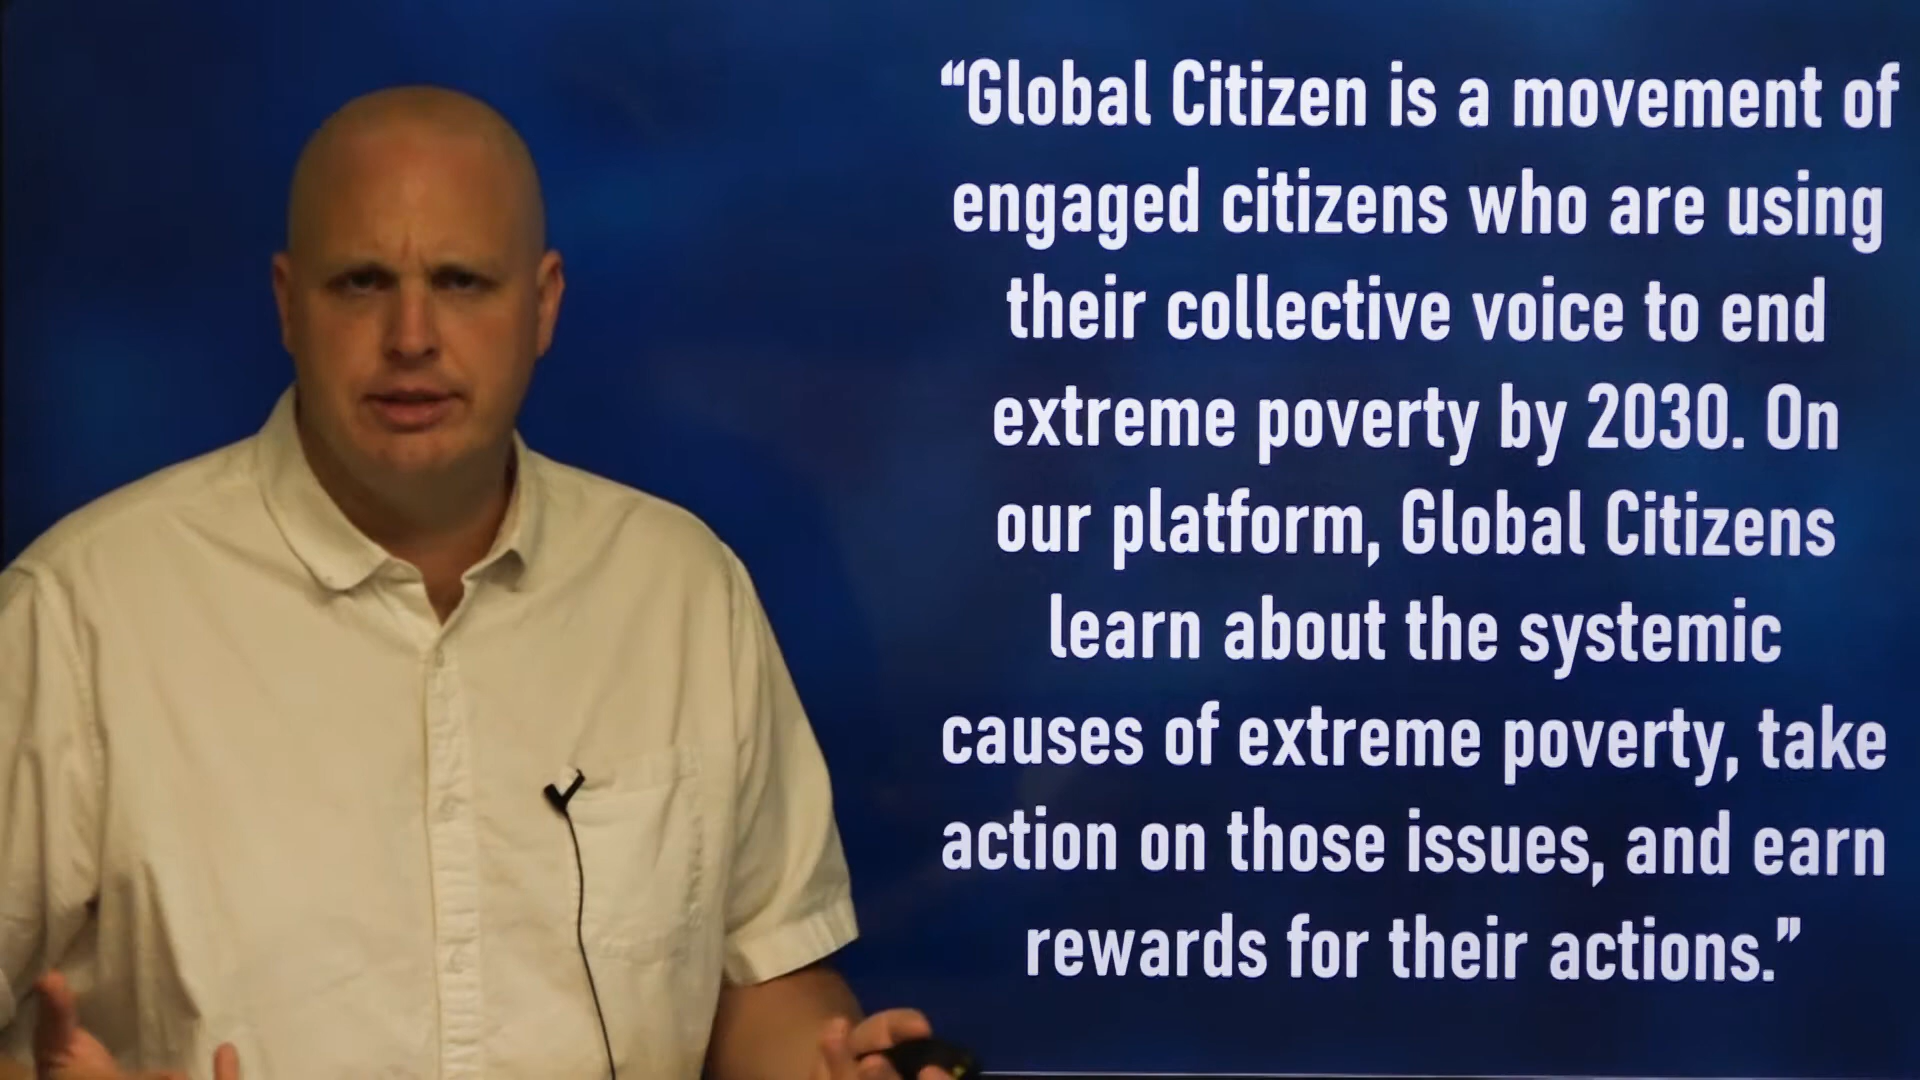 “Global Citizen is a movement of
engaged citizens who are using
their collective voice to end
extreme poverty by 2030. On
our platform, Global Citizens
learn about the systemic
causes of extreme poverty, take
action on those issues, and earn
rewards for their actions.”